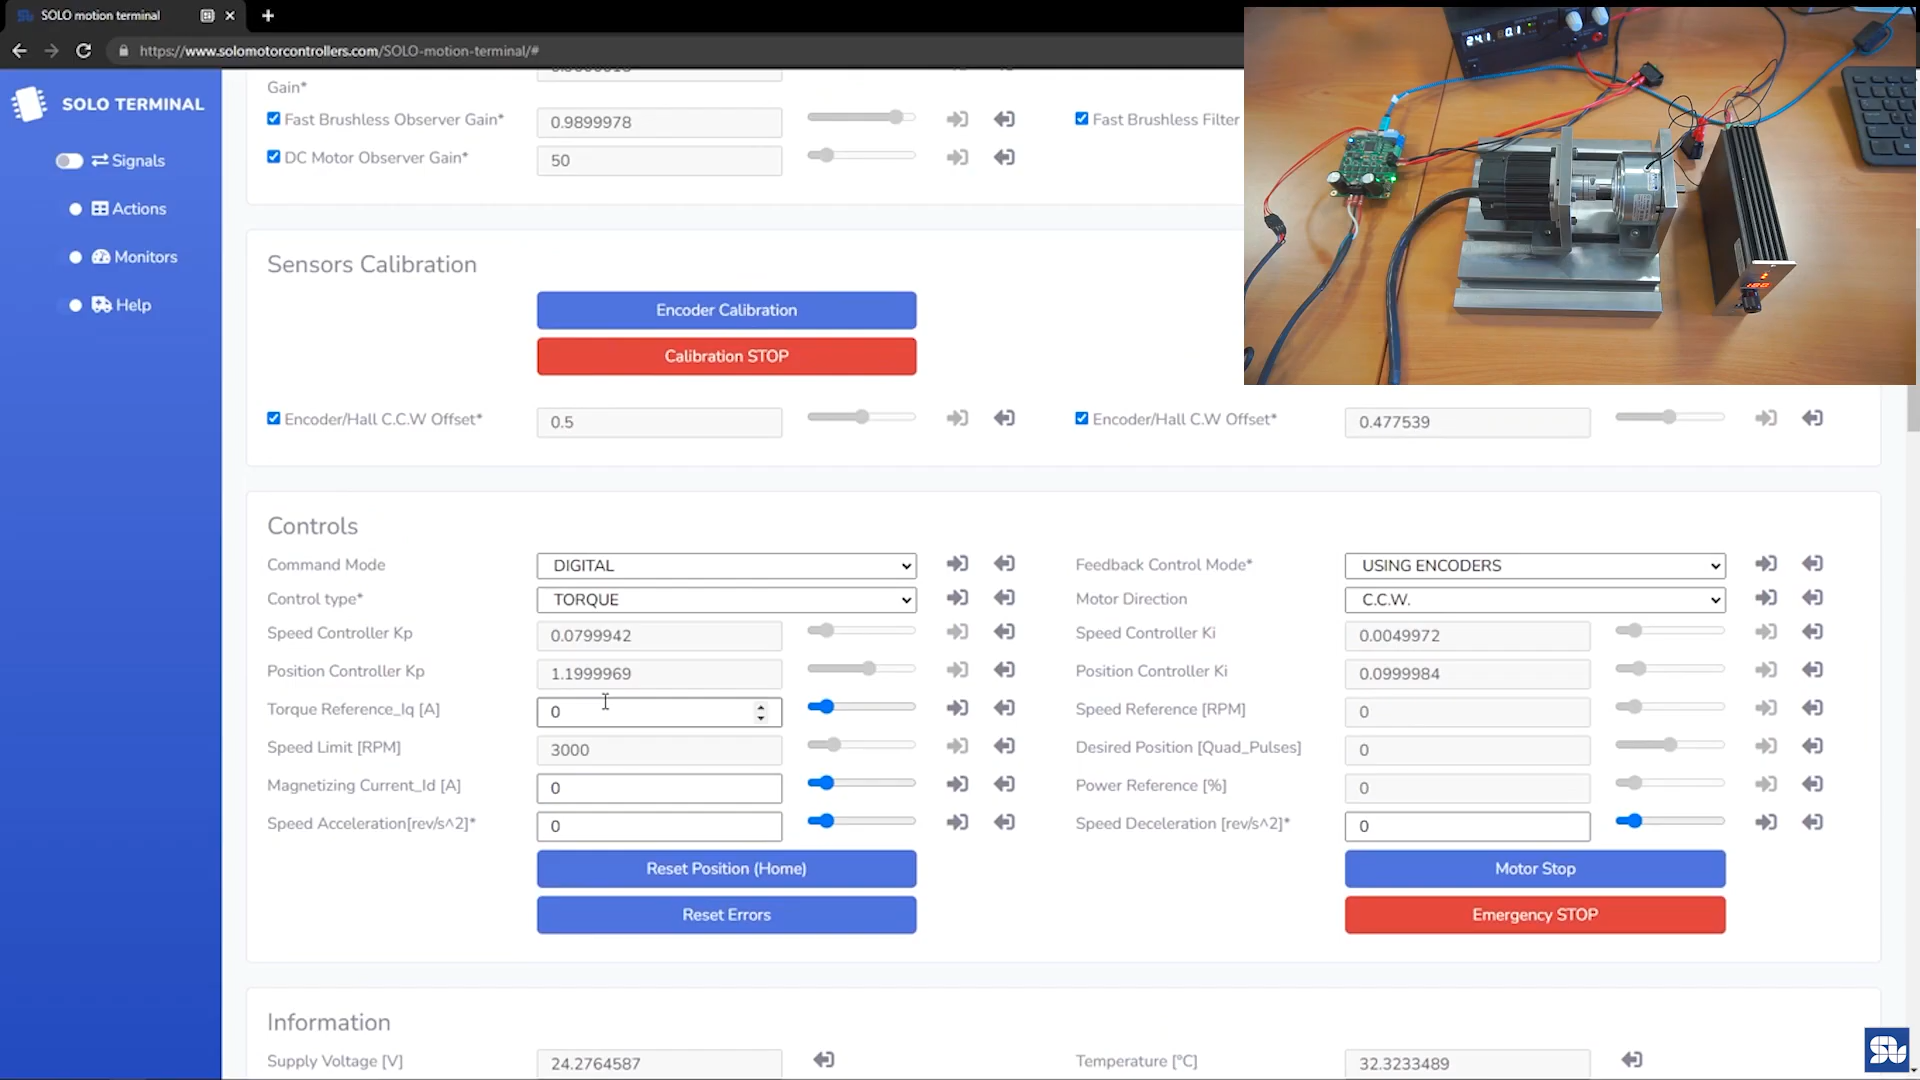 SOLO motion terminal
https://www.solomotorcontrollers.com/SOLO-motion-terminal/#
SOLO TERMINAL
Signals
Actions
Monitors
Help
Gain*
Fast Brushless Observer Gain*
0.9899978
Fast Brushless Filter
DC Motor Observer Gain*
50
Sensors Calibration
Encoder Calibration
Calibration STOP
Encoder/Hall C.C.W Offset*
0.5
Encoder/Hall C.W Offset*
0.477539
Controls
Command Mode
DIGITAL
Feedback Control Mode*
USING ENCODERS
Control type*
TORQUE
Motor Direction
C.C.W.
Speed Controller Kp
0.0799942
Speed Controller Ki
0.0049972
Position Controller Kp
1.1999969
Position Controller Ki
0.0999984
Torque Reference_Iq [A]
0
Speed Reference [RPM]
0
Speed Limit [RPM]
3000
Desired Position [Quad_Pulses]
0
Magnetizing Current_Id [A]
0
Power Reference [%]
0
Speed Acceleration[rev/s^2]*
0
Speed Deceleration [rev/s^2]*
0
Reset Position (Home)
Motor Stop
Reset Errors
Emergency STOP
Information
Supply Voltage [V]
24.2764587
Temperature [°C]
32.3233489